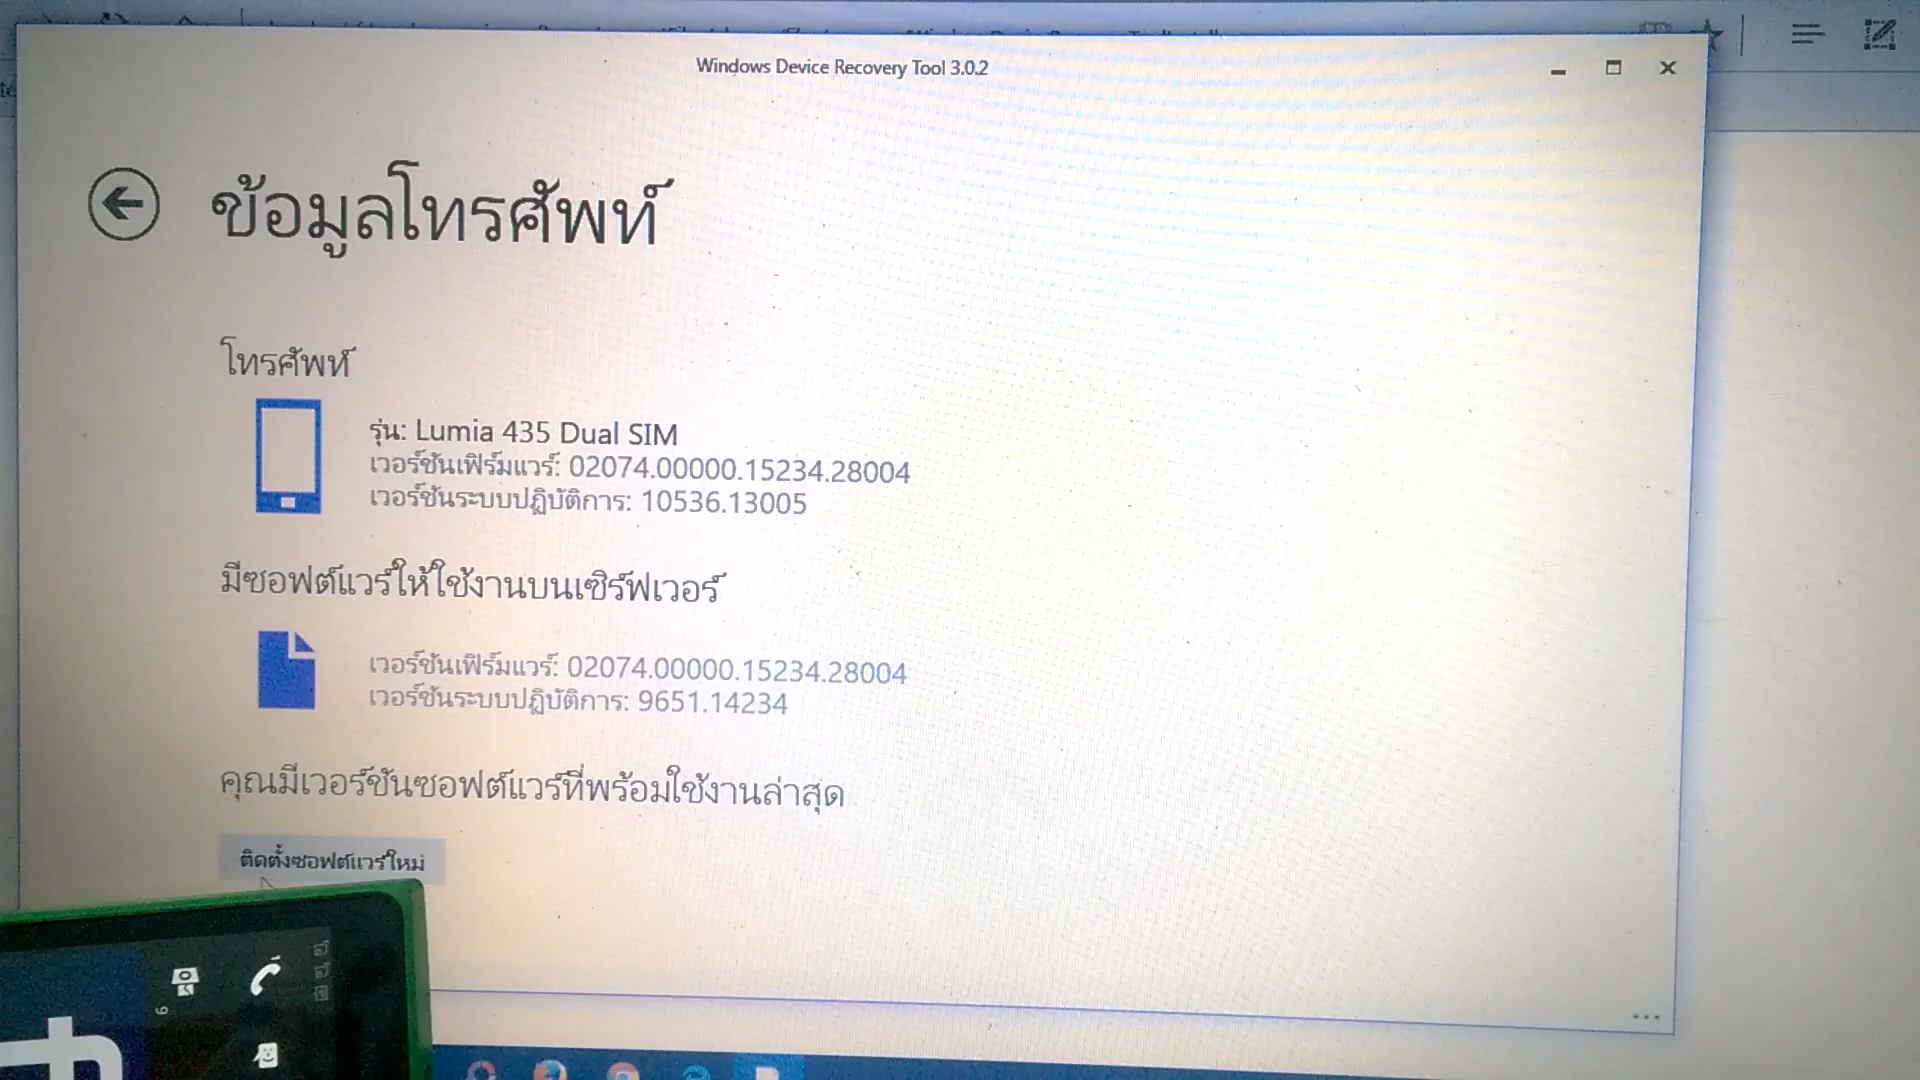 Windows Device Recovery Tool 3.0.2
ข้อมูลโทรศัพท์
โทรศัพท์
รุ่น: Lumia 435 Dual SIM
เวอร์ชันเฟิร์มแวร์: 02074.00000.15234.28004
เวอร์ชันระบบปฏิบัติการ: 10536.13005
มีซอฟต์แวร์ให้ใช้งานบนเซิร์ฟเวอร์
เวอร์ชันเฟิร์มแวร์: 02074.00000.15234.28004
เวอร์ชันระบบปฏิบัติการ: 9651.14234
คุณมีเวอร์ชันซอฟต์แวร์ที่พร้อมใช้งานล่าสุด
ติดตั้งซอฟต์แวร์ใหม่